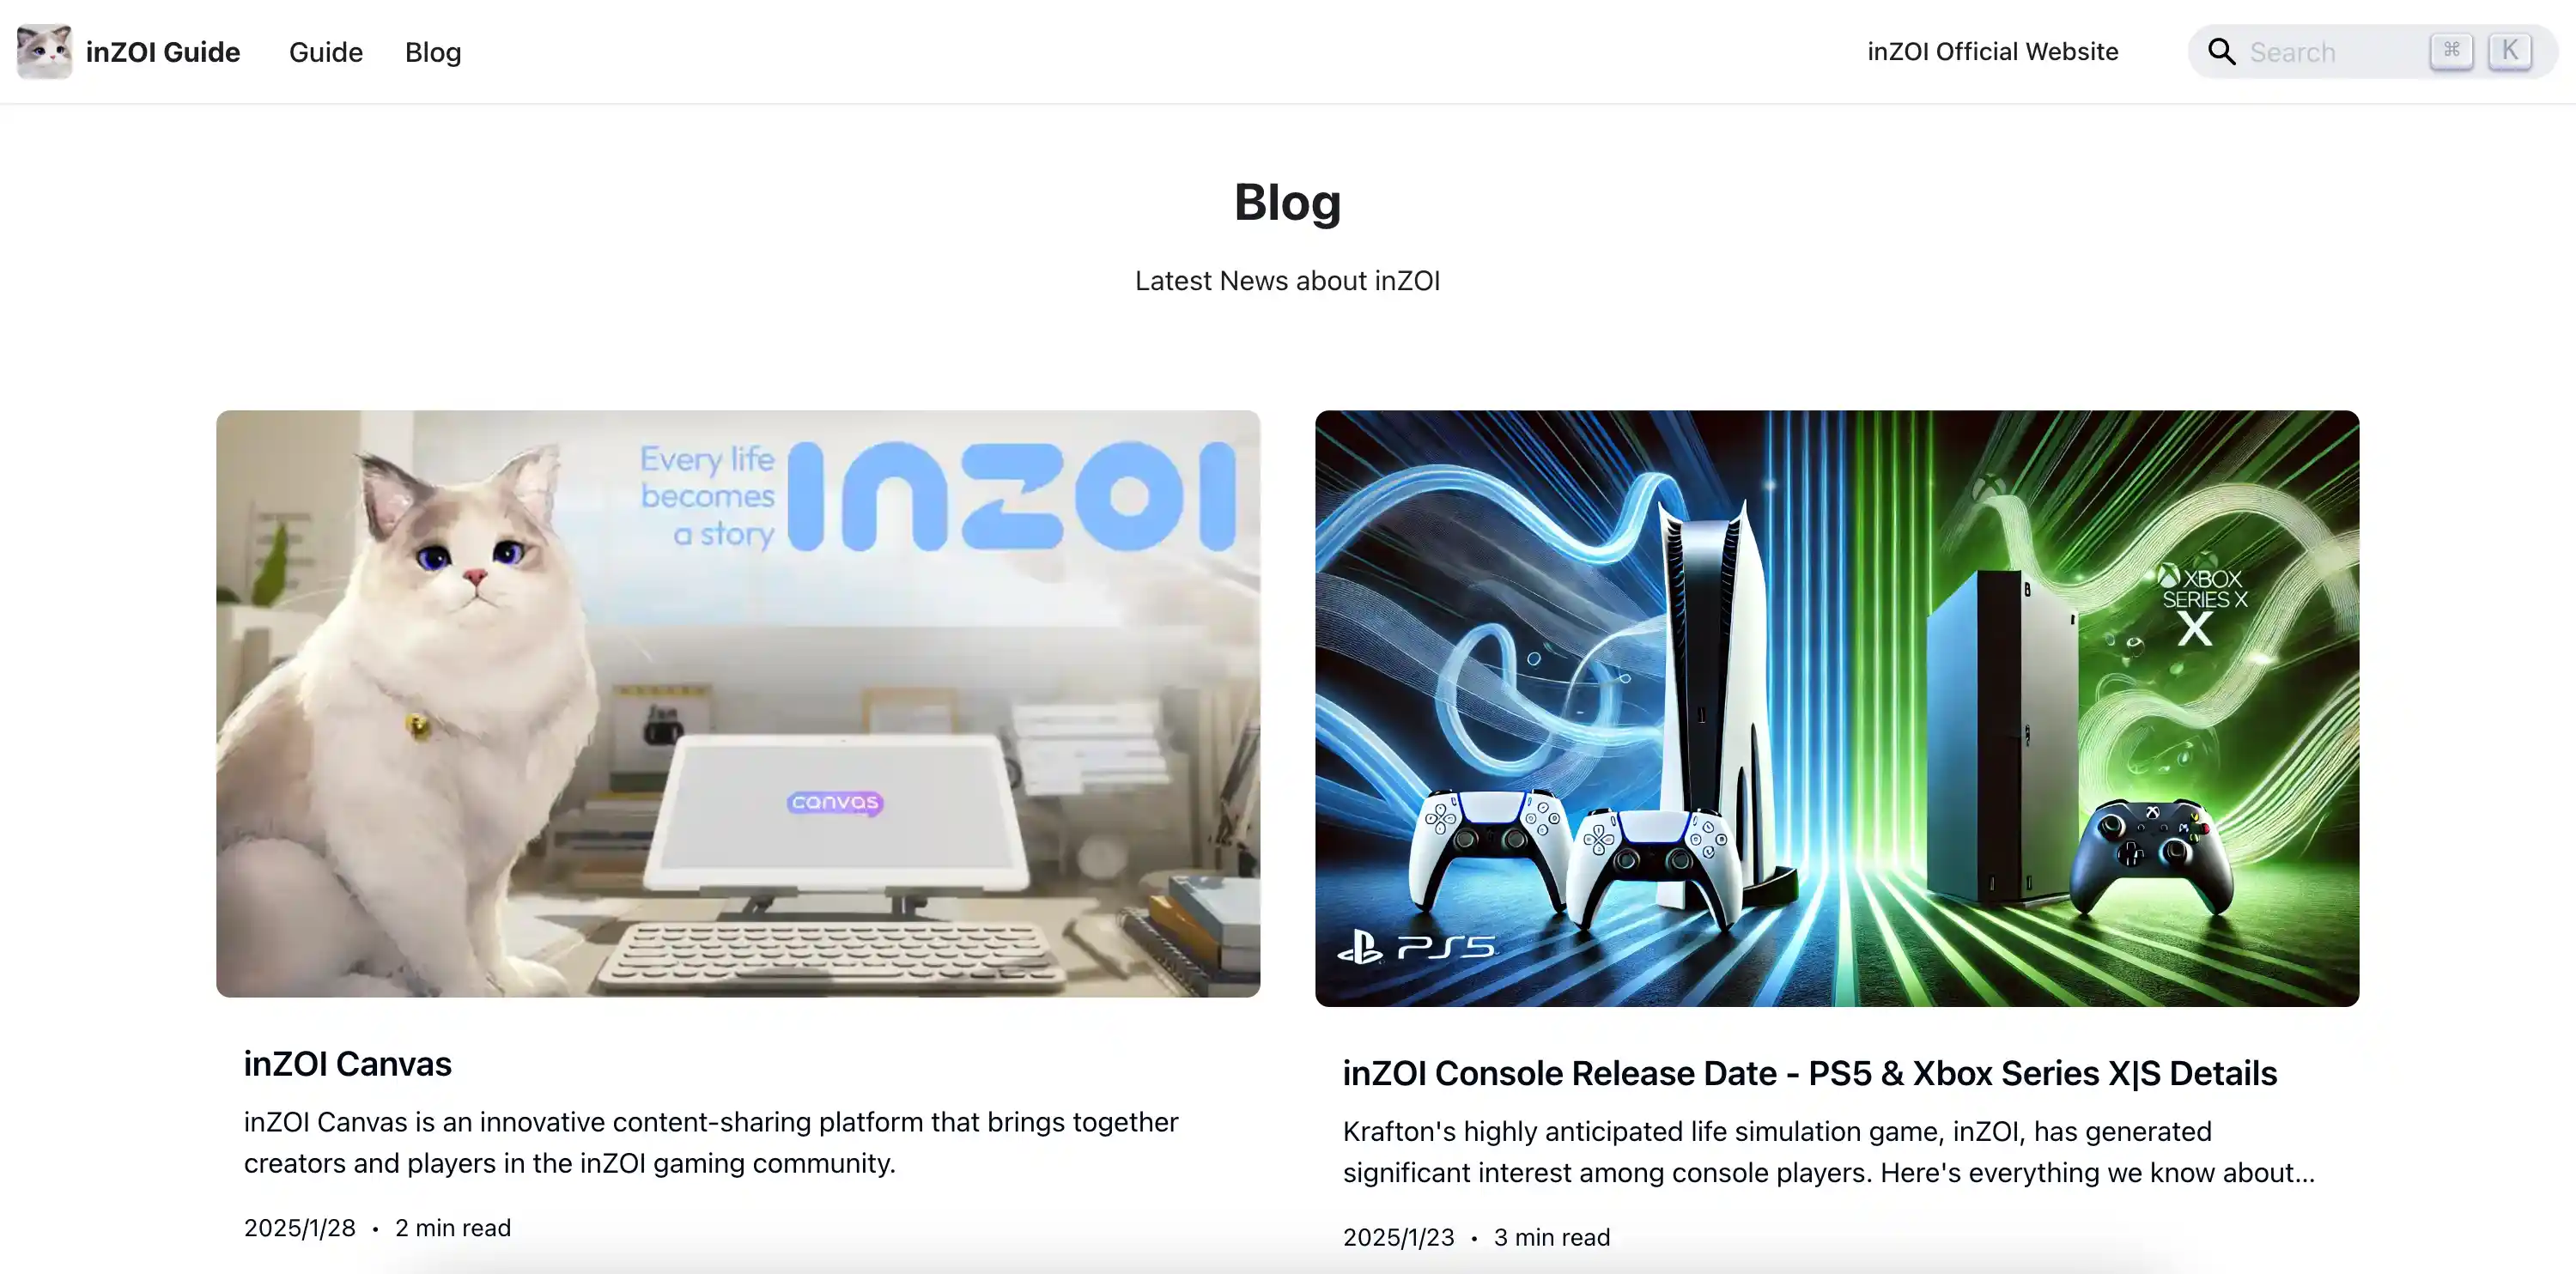 inZOI Guide
Guide
Blog
inZOI Official Website
Search
⌘
K
Blog
Latest News about inZOI
Every life
becomes
a story
inZOI
canvas
XBOX
SERIES X
X
PS5
inZOI Canvas
inZOI Canvas is an innovative content-sharing platform that brings together
creators and players in the inZOI gaming community.
2025/1/28 • 2 min read
inZOI Console Release Date - PS5 & Xbox Series X|S Details
Krafton's highly anticipated life simulation game, inZOI, has generated
significant interest among console players. Here's everything we know about...
2025/1/23 • 3 min read